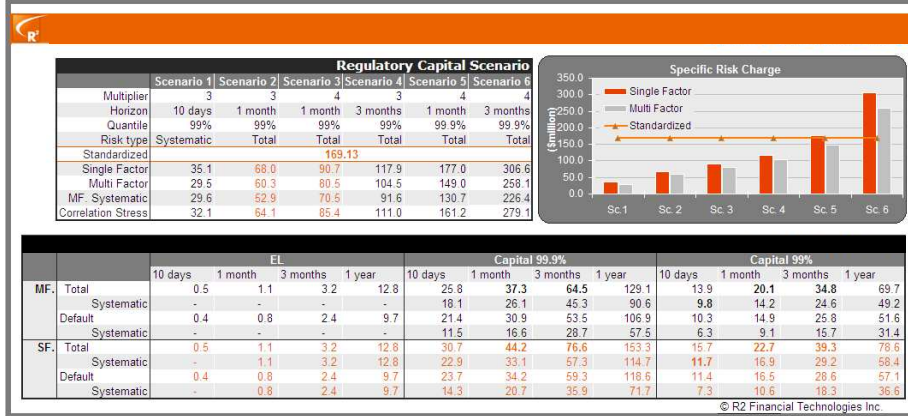 R²
Regulatory Capital Scenario
Scenario 1 Scenario 2 Scenario 3 Scenario 4 Scenario 5 Scenario 6
Multiplier 3 3 4 3 4 4
Horizon 10 days 1 month 1 month 3 months 1 month 3 months
Quantile 99% 99% 99% 99% 99.9% 99.9%
Risk type Systematic Total Total Total Total Total
Standardized 169.13
Single Factor 35.1 68.0 90.7 117.9 177.0 306.6
Multi Factor 29.5 60.3 80.5 104.5 149.0 258.1
MF. Systematic 29.6 52.9 70.5 91.6 130.7 226.4
Correlation Stress 32.1 64.1 85.4 111.0 161.2 279.1
Specific Risk Charge
($million)
350.0
300.0
250.0
200.0
150.0
100.0
50.0
0.0
Single Factor
Multi Factor
Standardized
Sc.1 Sc. 2 Sc. 3 Sc. 4 Sc. 5 Sc. 6
EL Capital 99.9% Capital 99%
10 days 1 month 3 months 1 year 10 days 1 month 3 months 1 year 10 days 1 month 3 months 1 year
MF. Total 0.5 1.1 3.2 12.8 25.8 37.3 64.5 129.1 13.9 20.1 34.8 69.7
Systematic - - - - 18.1 26.1 45.3 90.6 9.8 14.2 24.6 49.2
Default 0.4 0.8 2.4 9.7 21.4 30.9 53.5 106.9 10.3 14.9 25.8 51.6
Systematic - - - - 11.5 16.6 28.7 57.5 6.3 9.1 15.7 31.4
SF. Total 0.5 1.1 3.2 12.8 30.7 44.2 76.6 153.3 15.7 22.7 39.3 78.6
Systematic - 1.1 3.2 12.8 22.9 33.1 57.3 114.7 11.7 16.9 29.2 58.4
Default 0.4 0.8 2.4 9.7 23.7 34.2 59.3 118.6 11.4 16.5 28.6 57.1
Systematic - 0.8 2.4 9.7 14.3 20.7 35.9 71.7 7.3 10.6 18.3 36.6
© R2 Financial Technologies Inc.